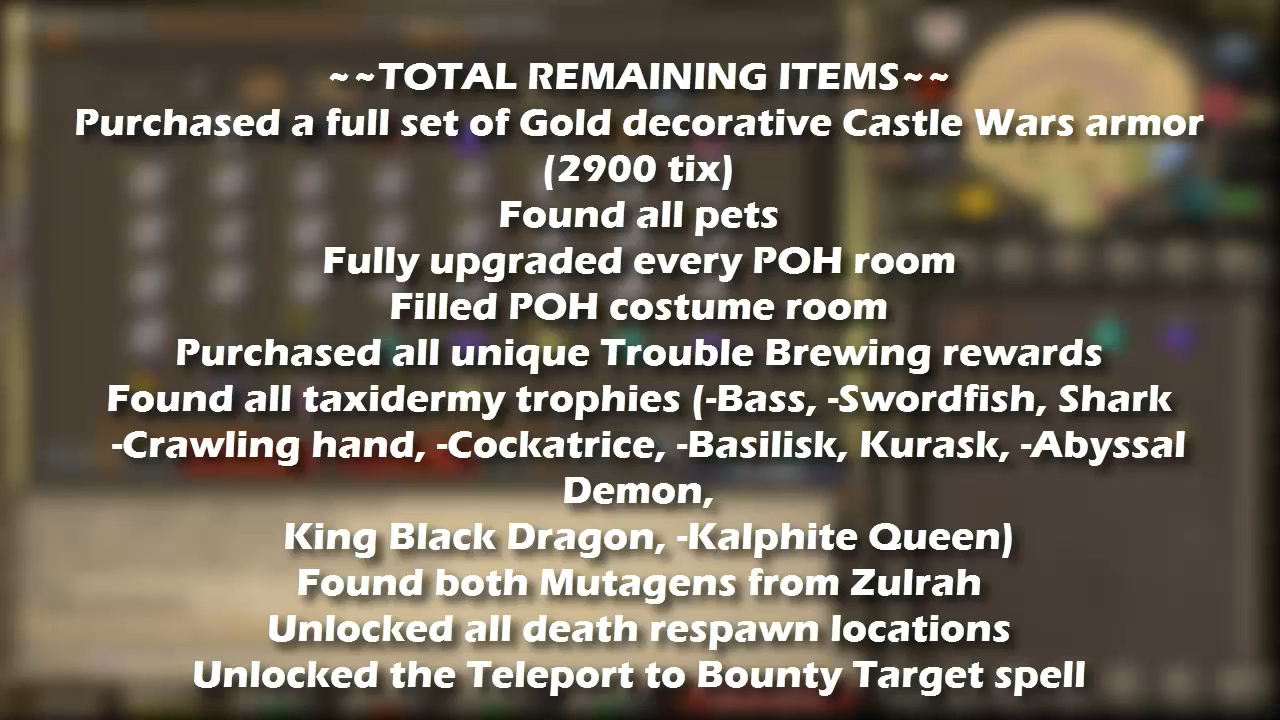 ~~TOTAL REMAINING ITEMS~~
Purchased a full set of Gold decorative Castle Wars armor
(2900 tix)
Found all pets
Fully upgraded every POH room
Filled POH costume room
Purchased all unique Trouble Brewing rewards
Found all taxidermy trophies (-Bass, -Swordfish, Shark
-Crawling hand, -Cockatrice, -Basilisk, Kurask, -Abyssal
Demon,
King Black Dragon, -Kalphite Queen)
Found both Mutagens from Zulrah
Unlocked all death respawn locations
Unlocked the Teleport to Bounty Target spell